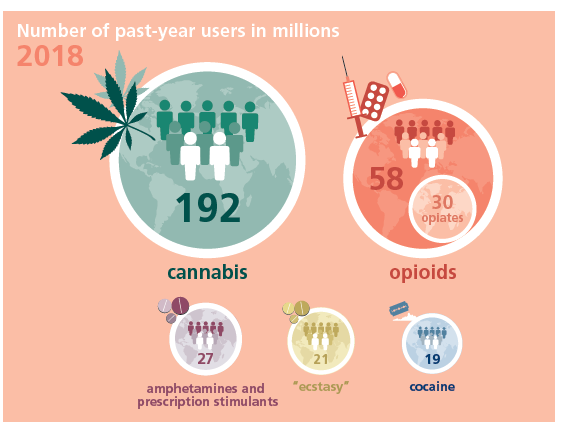 Number of past-year users in millions
2018
192
cannabis
58
30
opiates
opioids
27
amphetamines and
prescription stimulants
21
"ecstasy"
19
cocaine